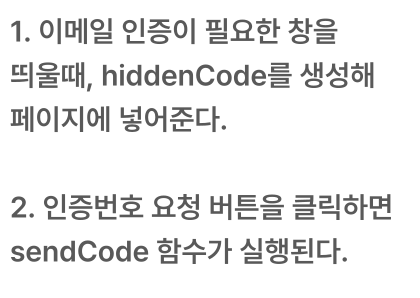 1. 이메일 인증이 필요한 창을
띄울때, hiddenCode를 생성해
페이지에 넣어준다.
2. 인증번호 요청 버튼을 클릭하면
sendCode 함수가 실행된다.